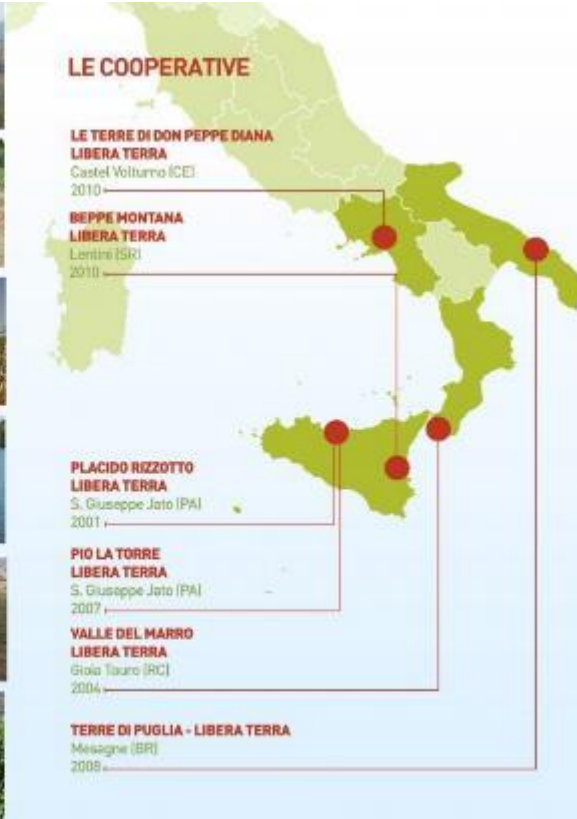 LE COOPERATIVE
LE TERRE DI DON PEPPE DIANA
LIBERA TERRA
Castel Volturno (CE)
2010
BEPPE MONTANA
LIBERA TERRA
Lentini (SR)
2010
PLACIDO RIZZOTTO
LIBERA TERRA
S. Giuseppe Jato (PA)
2001
PIO LA TORRE
LIBERA TERRA
S. Giuseppe Jato (PA)
2007
VALLE DEL MARRO
LIBERA TERRA
Gioia Tauro (RC)
2004
TERRE DI PUGLIA - LIBERA TERRA
Mesagne (BR)
2008